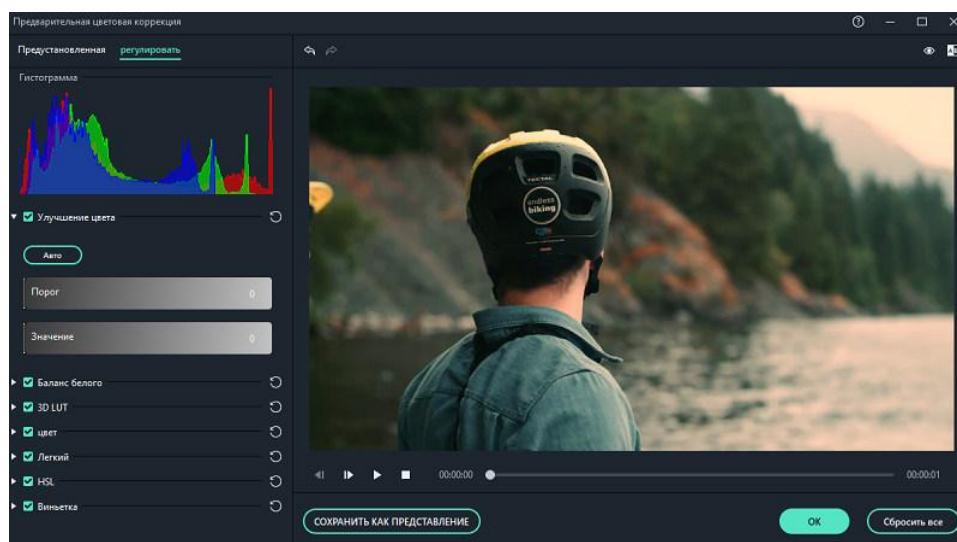 Предварительная цветовая коррекция
Предустановленная регулировать
Гистограмма
Улучшение цвета
Авто
Порог 0
Значение 0
Баланс белого
3D LUT
цвет
Легкий
HSL
Виньетка
TECTAL
endless
biking
00:00:00 00:00:01
СОХРАНИТЬ КАК ПРЕДСТАВЛЕНИЕ OK Сбросить все